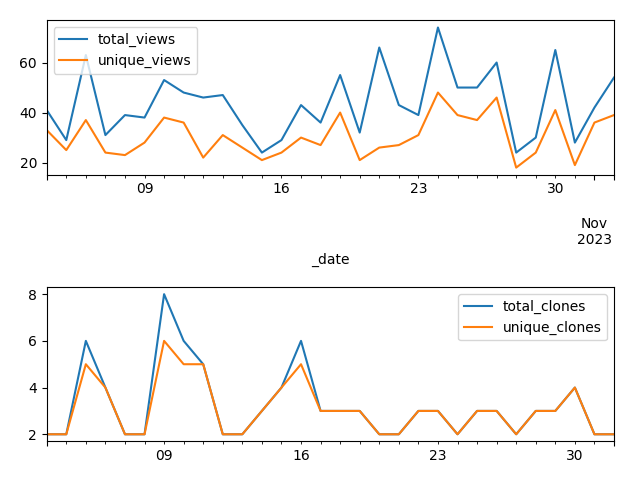 total_views
unique_views
60
40
20
09 16 23 30
Nov
2023
_date
8
6
4
2
total_clones
unique_clones
09 16 23 30